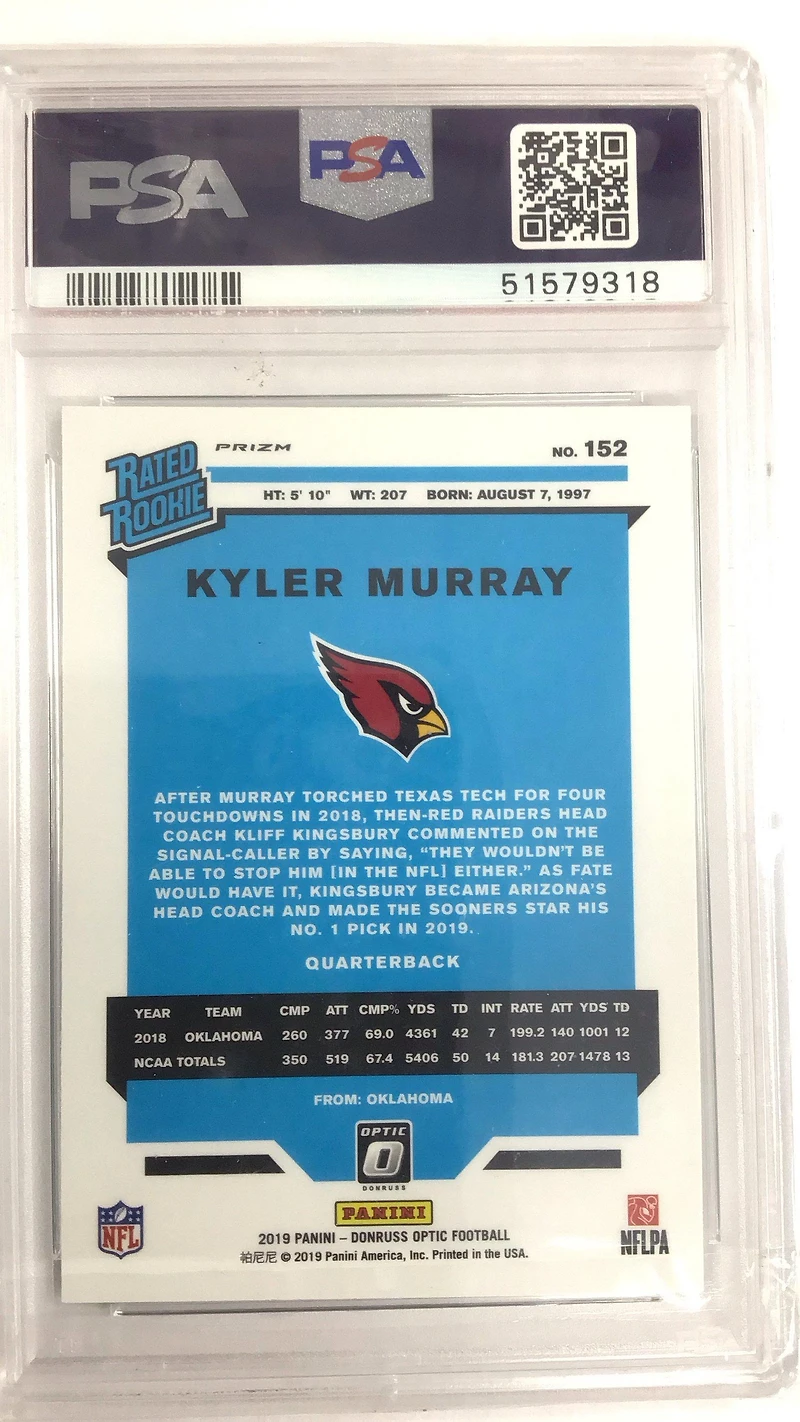 PSA
PSA
51579318
RATED
ROOKIE
PRIZM
NO. 152
HT: 5' 10" WT: 207 BORN: AUGUST 7, 1997
KYLER MURRAY
AFTER MURRAY TORCHED TEXAS TECH FOR FOUR
TOUCHDOWNS IN 2018, THEN-RED RAIDERS HEAD
COACH KLIFF KINGSBURY COMMENTED ON THE
SIGNAL-CALLER BY SAYING, “THEY WOULDN’T BE
ABLE TO STOP HIM [IN THE NFL] EITHER.” AS FATE
WOULD HAVE IT, KINGSBURY BECAME ARIZONA’S
HEAD COACH AND MADE THE SOONERS STAR HIS
NO. 1 PICK IN 2019.
QUARTERBACK
YEAR TEAM CMP ATT CMP% YDS TD INT RATE ATT YDS TD
2018 OKLAHOMA 260 377 69.0 4361 42 7 199.2 140 1001 12
NCAA TOTALS 350 519 67.4 5406 50 14 181.3 207 1478 13
FROM: OKLAHOMA
OPTIC
O
DONRUSS
PANINI
NFL
2019 PANINI – DONRUSS OPTIC FOOTBALL
帕尼尼 © 2019 Panini America, Inc. Printed in the USA.
NFLPA